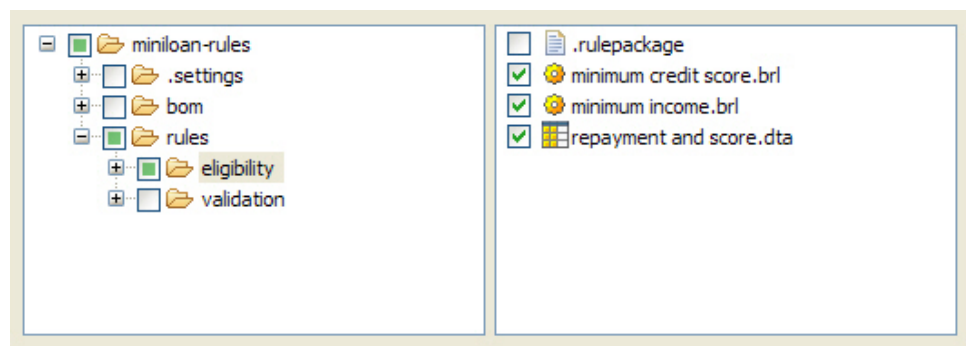 miniloan-rules
.settings
bom
rules
eligibility
validation
.rulepackage
minimum credit score.brl
minimum income.brl
repayment and score.dta